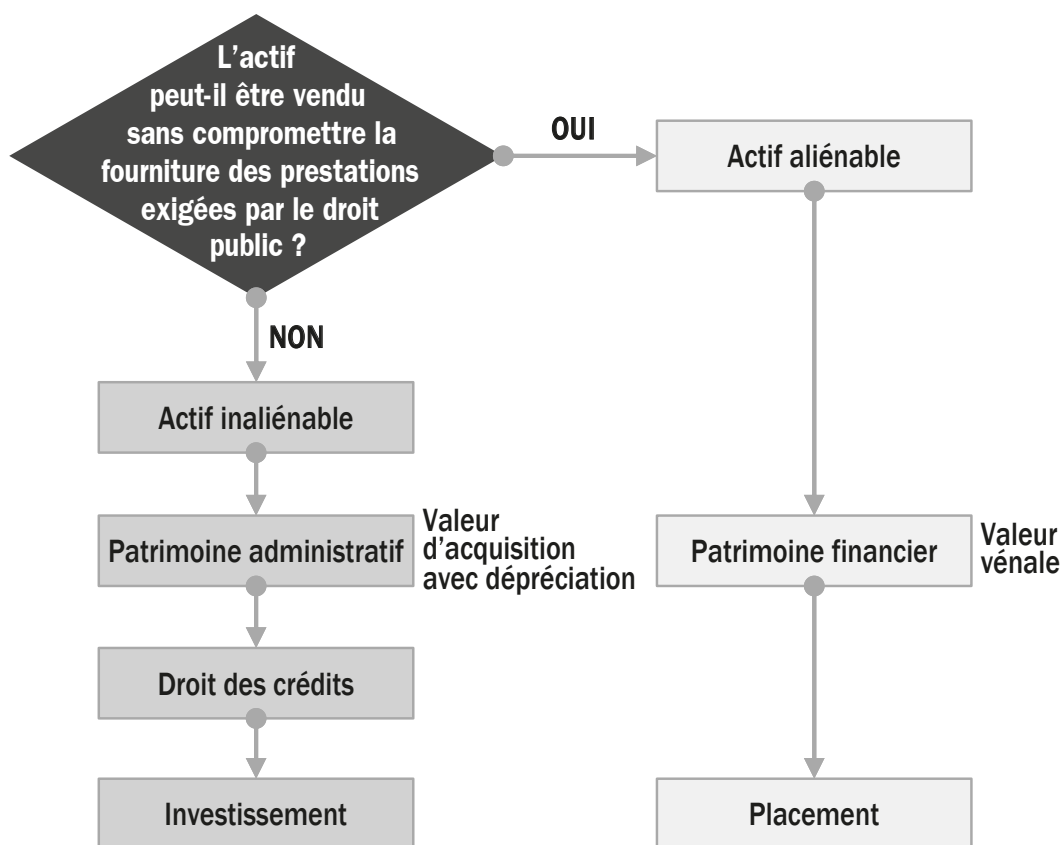 L’actif
peut-il être vendu
sans compromettre la
fourniture des prestations
exigées par le droit
public ?
OUI
Actif aliénable
NON
Actif inaliénable
Patrimoine administratif
Valeur
d’acquisition
avec dépréciation
Patrimoine financier
Valeur
vénale
Droit des crédits
Investissement
Placement